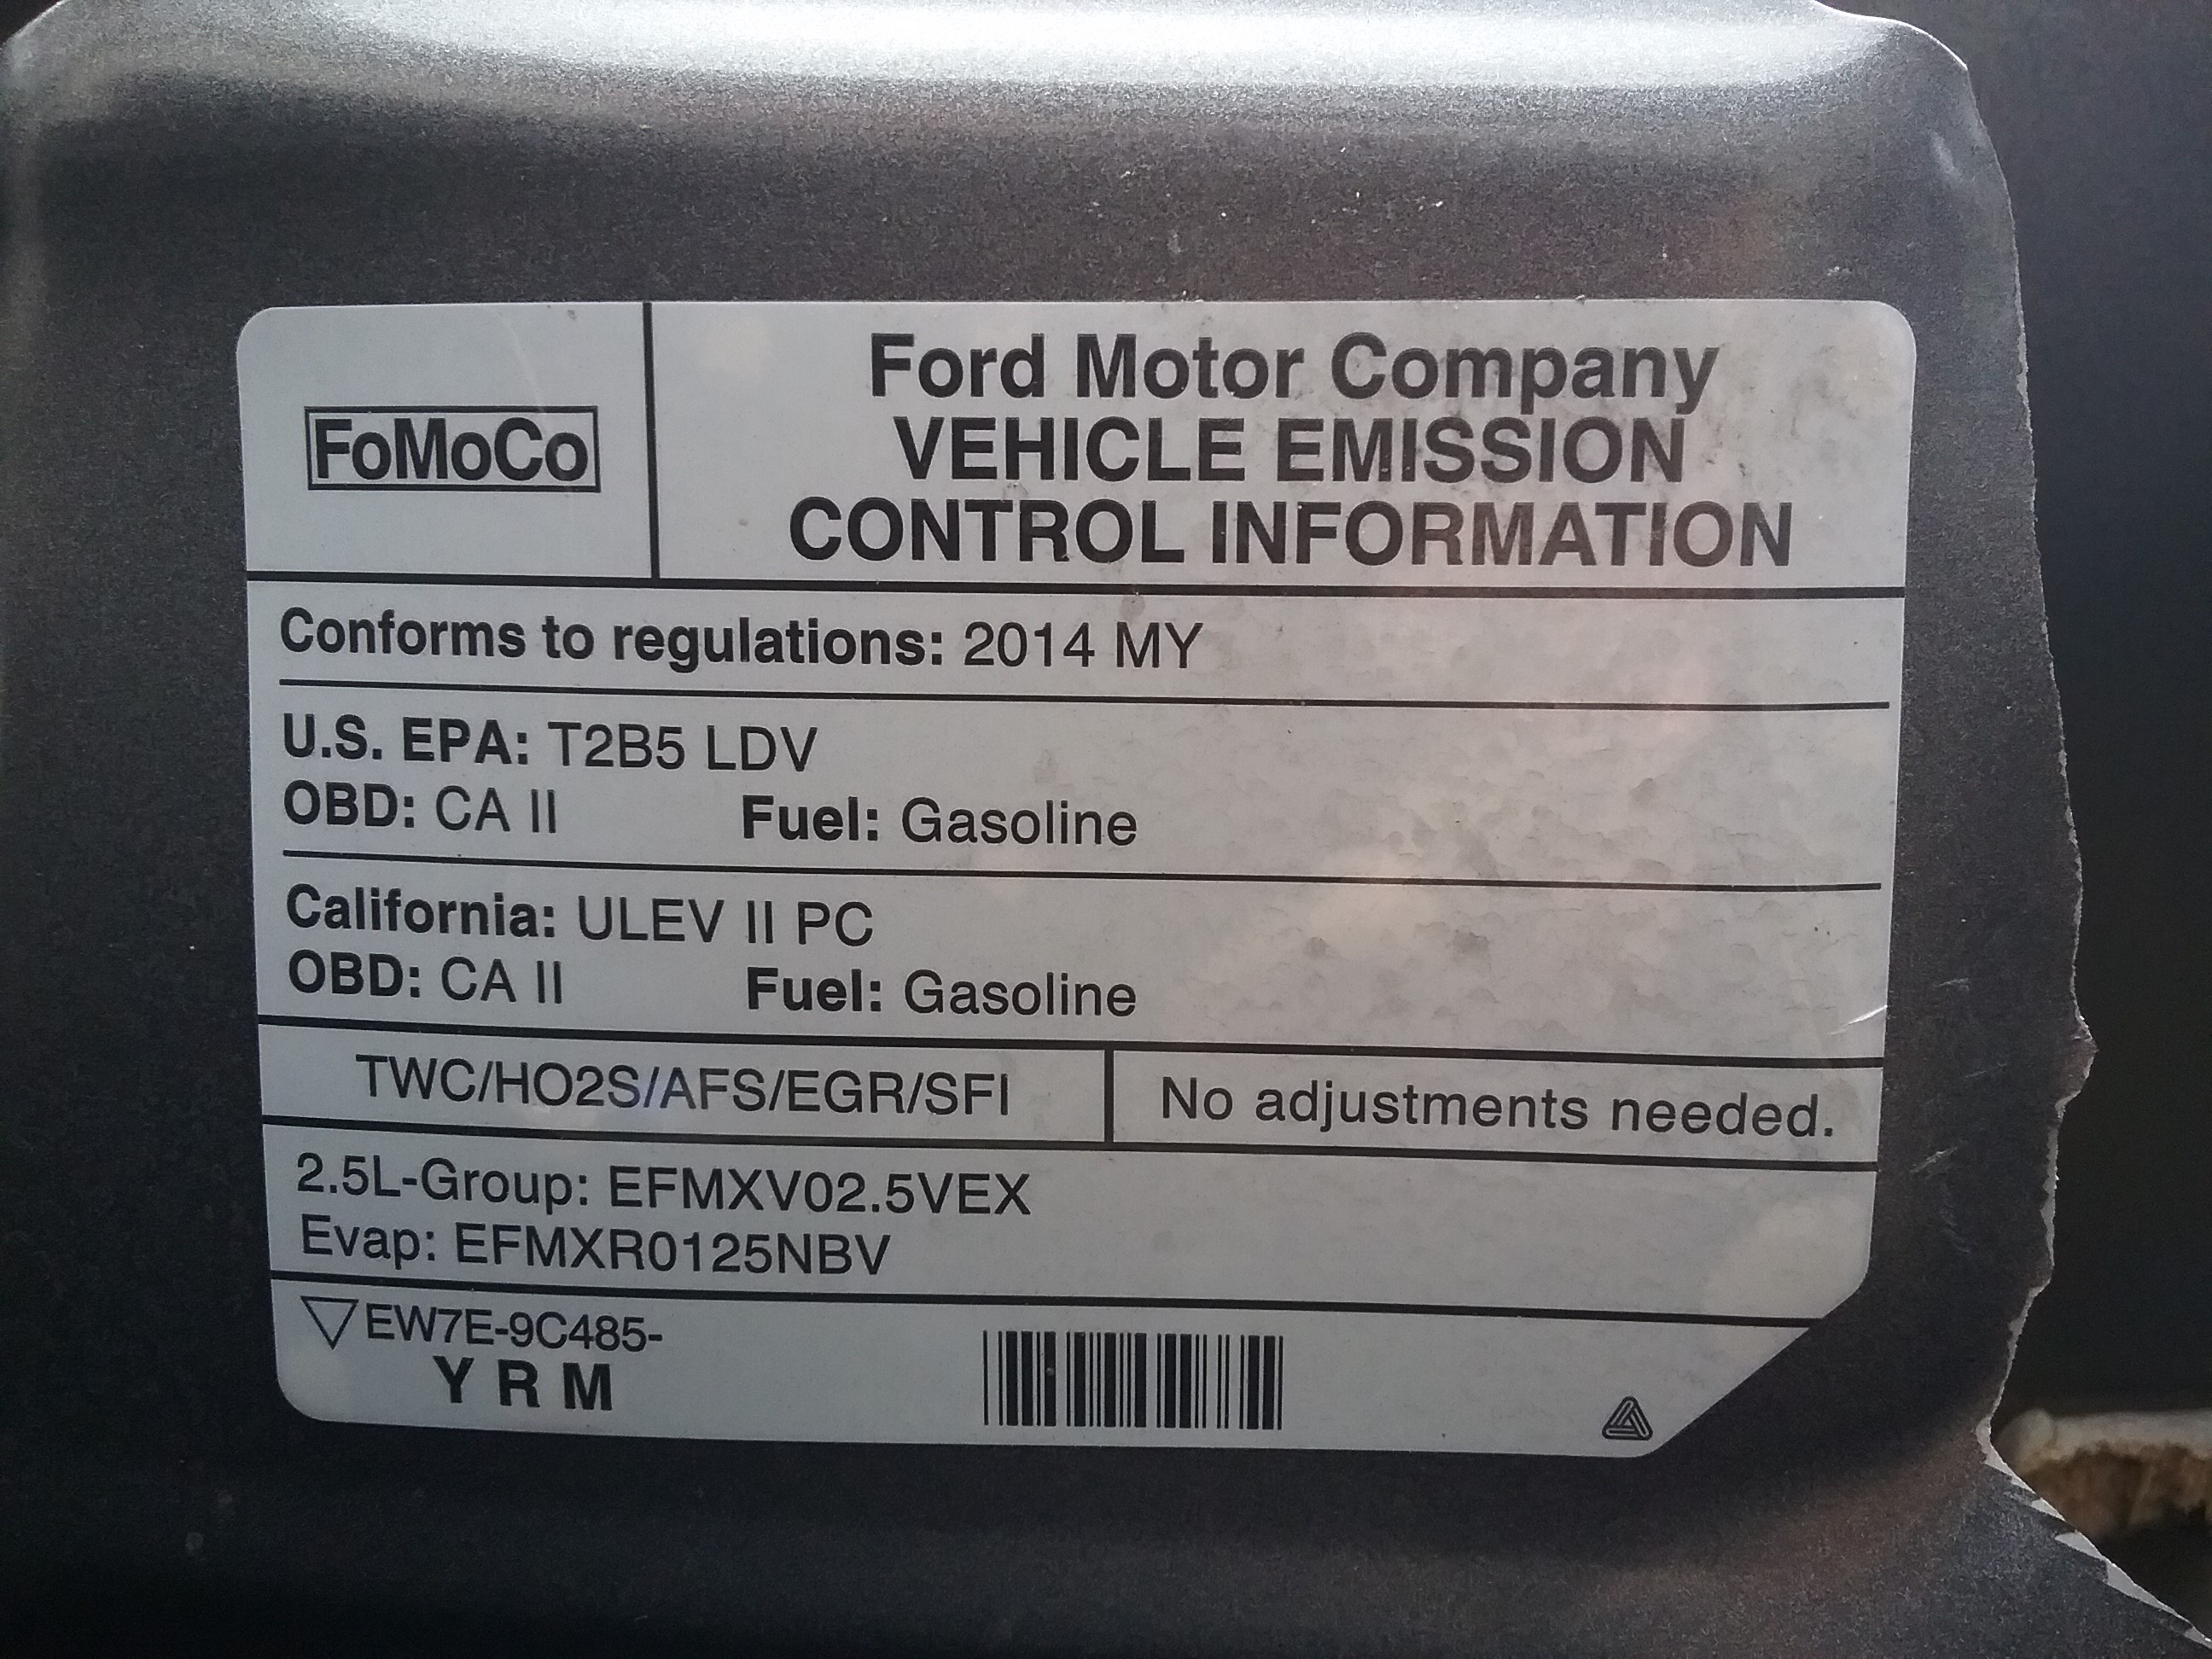 FoMoCo
Ford Motor Company
VEHICLE EMISSION
CONTROL INFORMATION
Conforms to regulations: 2014 MY
U.S. EPA: T2B5 LDV
OBD: CA II Fuel: Gasoline
California: ULEV II PC
OBD: CA II Fuel: Gasoline
TWC/HO2S/AFS/EGR/SFI No adjustments needed.
2.5L-Group: EFMXV02.5VEX
Evap: EFMXR0125NBV
EW7E-9C485-
Y R M